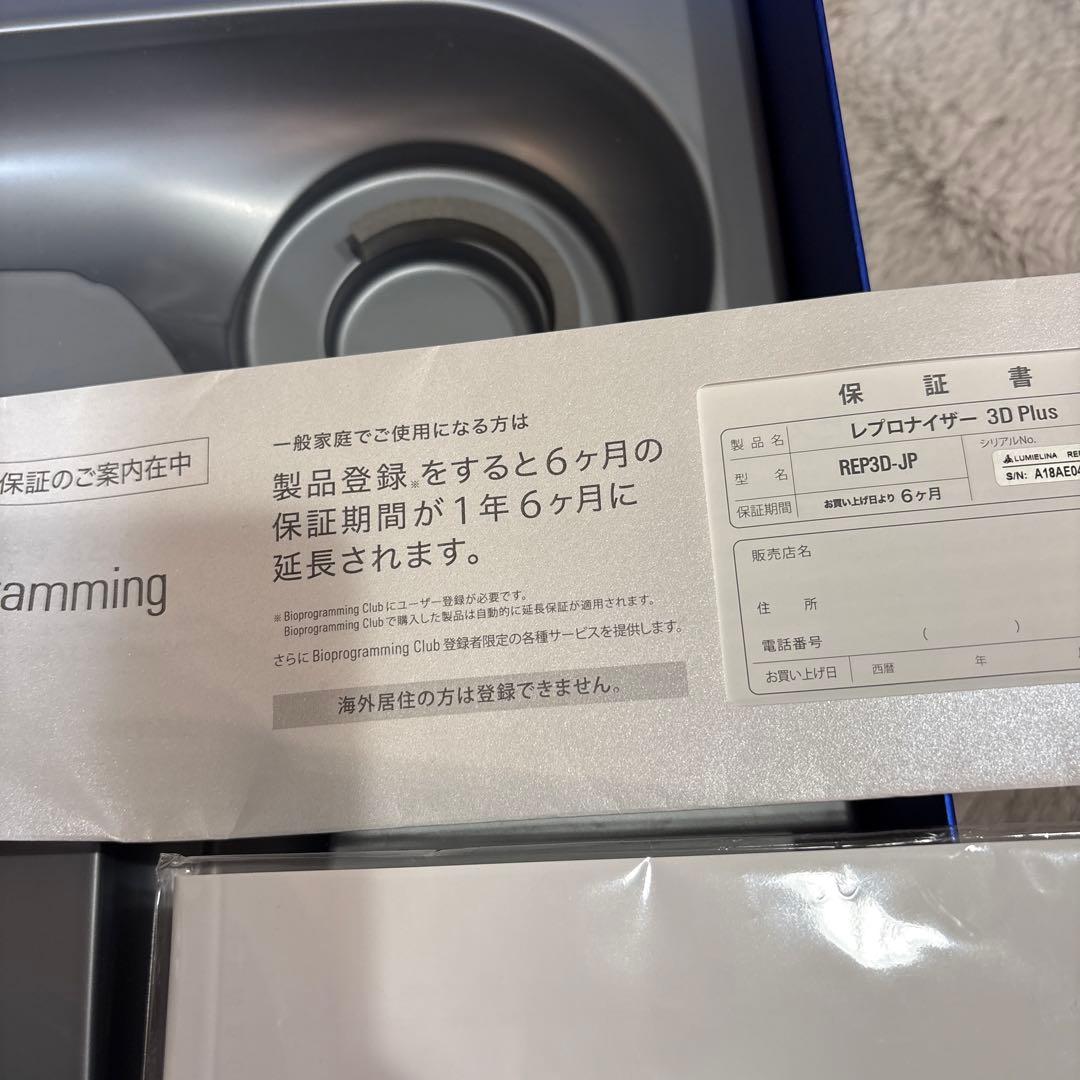 保証のご案内在中
amming
一般家庭でご使用になる方は
製品登録※をすると6ヶ月の
保証期間が1年6ヶ月に
延長されます。
※ Bioprogramming Clubにユーザー登録が必要です。
Bioprogramming Clubで購入した製品は自動的に延長保証が適用されます。
さらにBioprogramming Club登録者限定の各種サービスを提供します。
海外居住の方は登録できません。
保証書
製品名 レプロナイザー 3D Plus
型名 REP3D-JP
シリアルNo.
LUMIELINA RE
S/N: A18AE04
保証期間 お買い上げ日より 6ヶ月
販売店名
住所
電話番号 ( )
お買い上げ日 西暦 年